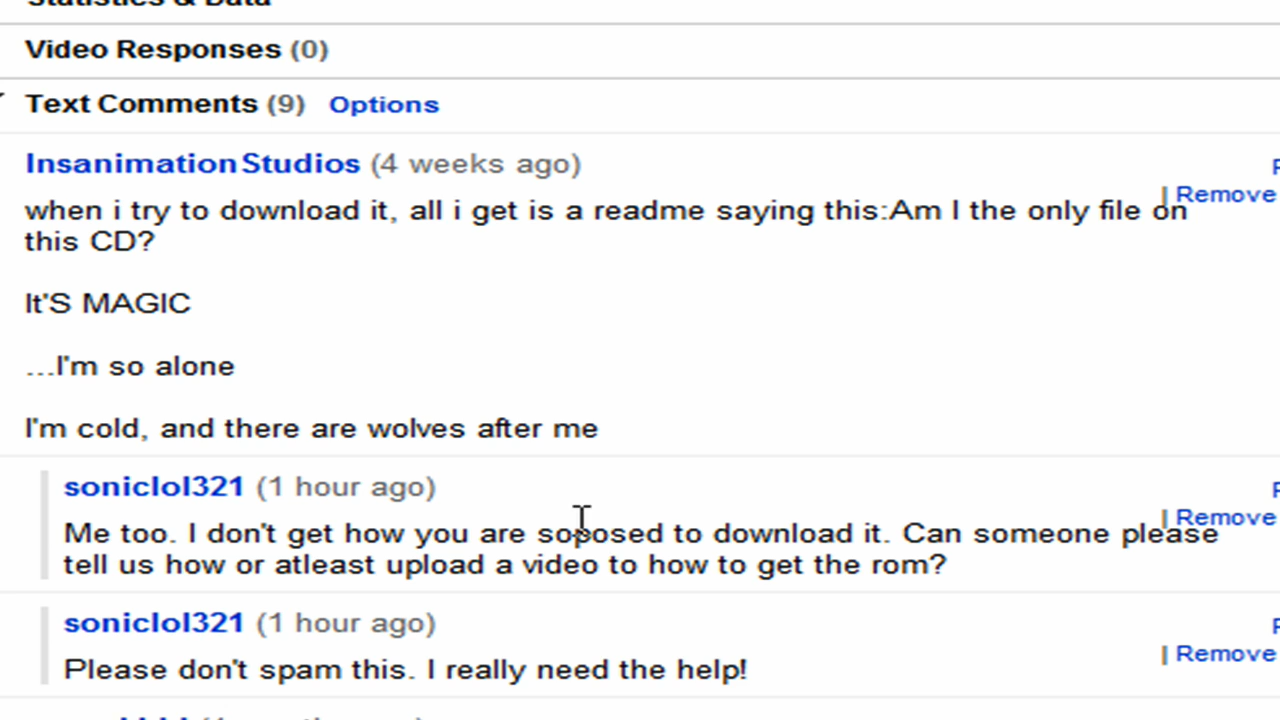 Statistics & Data
Video Responses (0)
Text Comments (9) Options
InsanimationStudios (4 weeks ago)
| Remove
when i try to download it, all i get is a readme saying this:Am I the only file on
this CD?
It'S MAGIC
...I'm so alone
I'm cold, and there are wolves after me
soniclol321 (1 hour ago)
| Remove
Me too. I don't get how you are soposed to download it. Can someone please
tell us how or atleast upload a video to how to get the rom?
soniclol321 (1 hour ago)
| Remove
Please don't spam this. I really need the help!